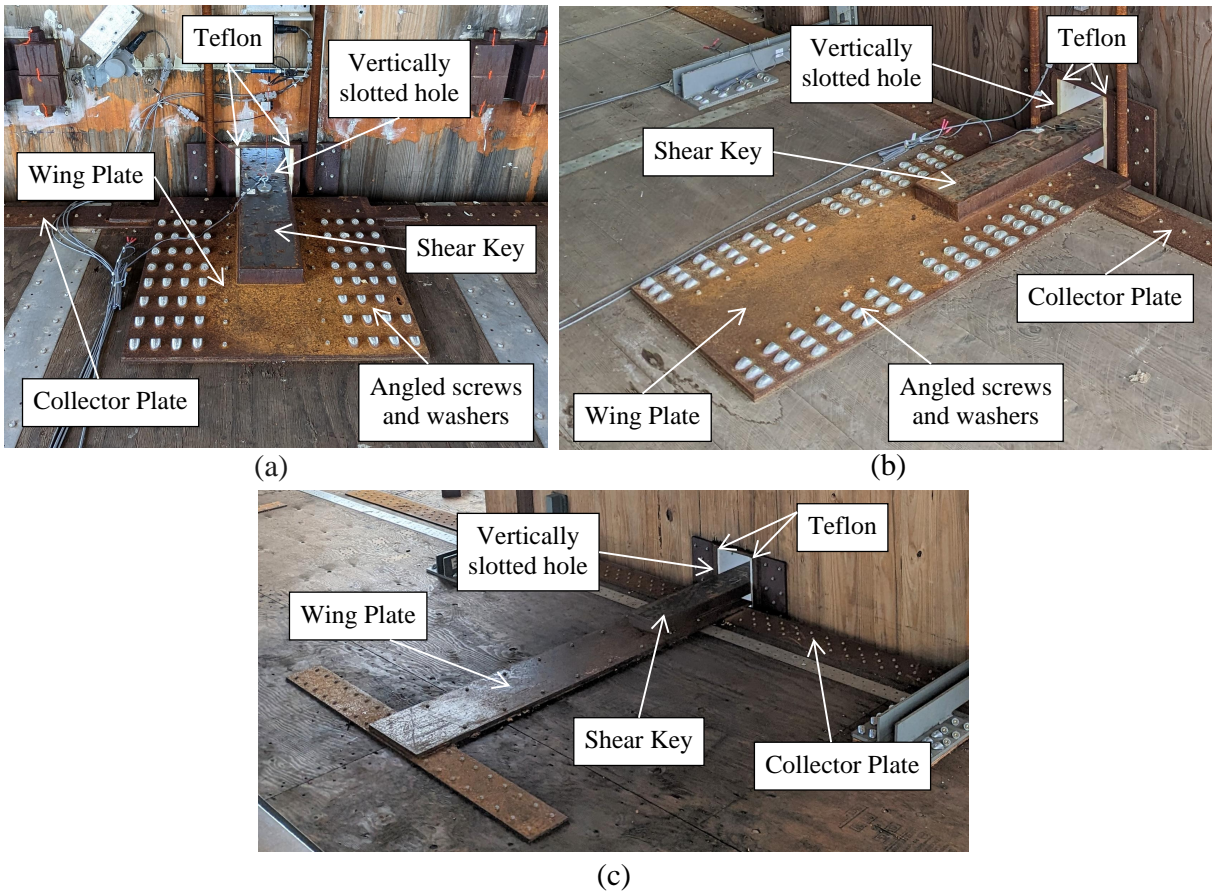 Teflon
Vertically
slotted hole
Wing Plate
Shear Key
Angled screws
and washers
Collector Plate
(a)
Teflon
Vertically
slotted hole
Shear Key
Collector Plate
Angled screws
and washers
Wing Plate
(b)
Teflon
Vertically
slotted hole
Wing Plate
Shear Key
Collector Plate
(c)